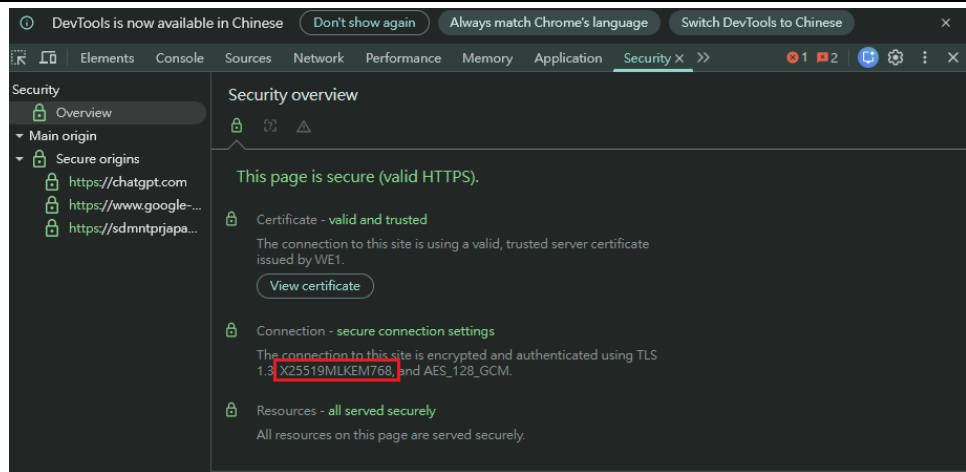 DevTools is now available in Chinese Don't show again Always match Chrome's language Switch DevTools to Chinese
Elements Console Sources Network Performance Memory Application Security 1 2
Security
Overview
Main origin
Secure origins
https://chatgpt.com
https://www.google-...
https://sdmntprjapa...
Security overview
This page is secure (valid HTTPS).
Certificate - valid and trusted
The connection to this site is using a valid, trusted server certificate
issued by WE1.
View certificate
Connection - secure connection settings
The connection to this site is encrypted and authenticated using TLS
1.3, X25519MLKEM768, and AES_128_GCM.
Resources - all served securely
All resources on this page are served securely.